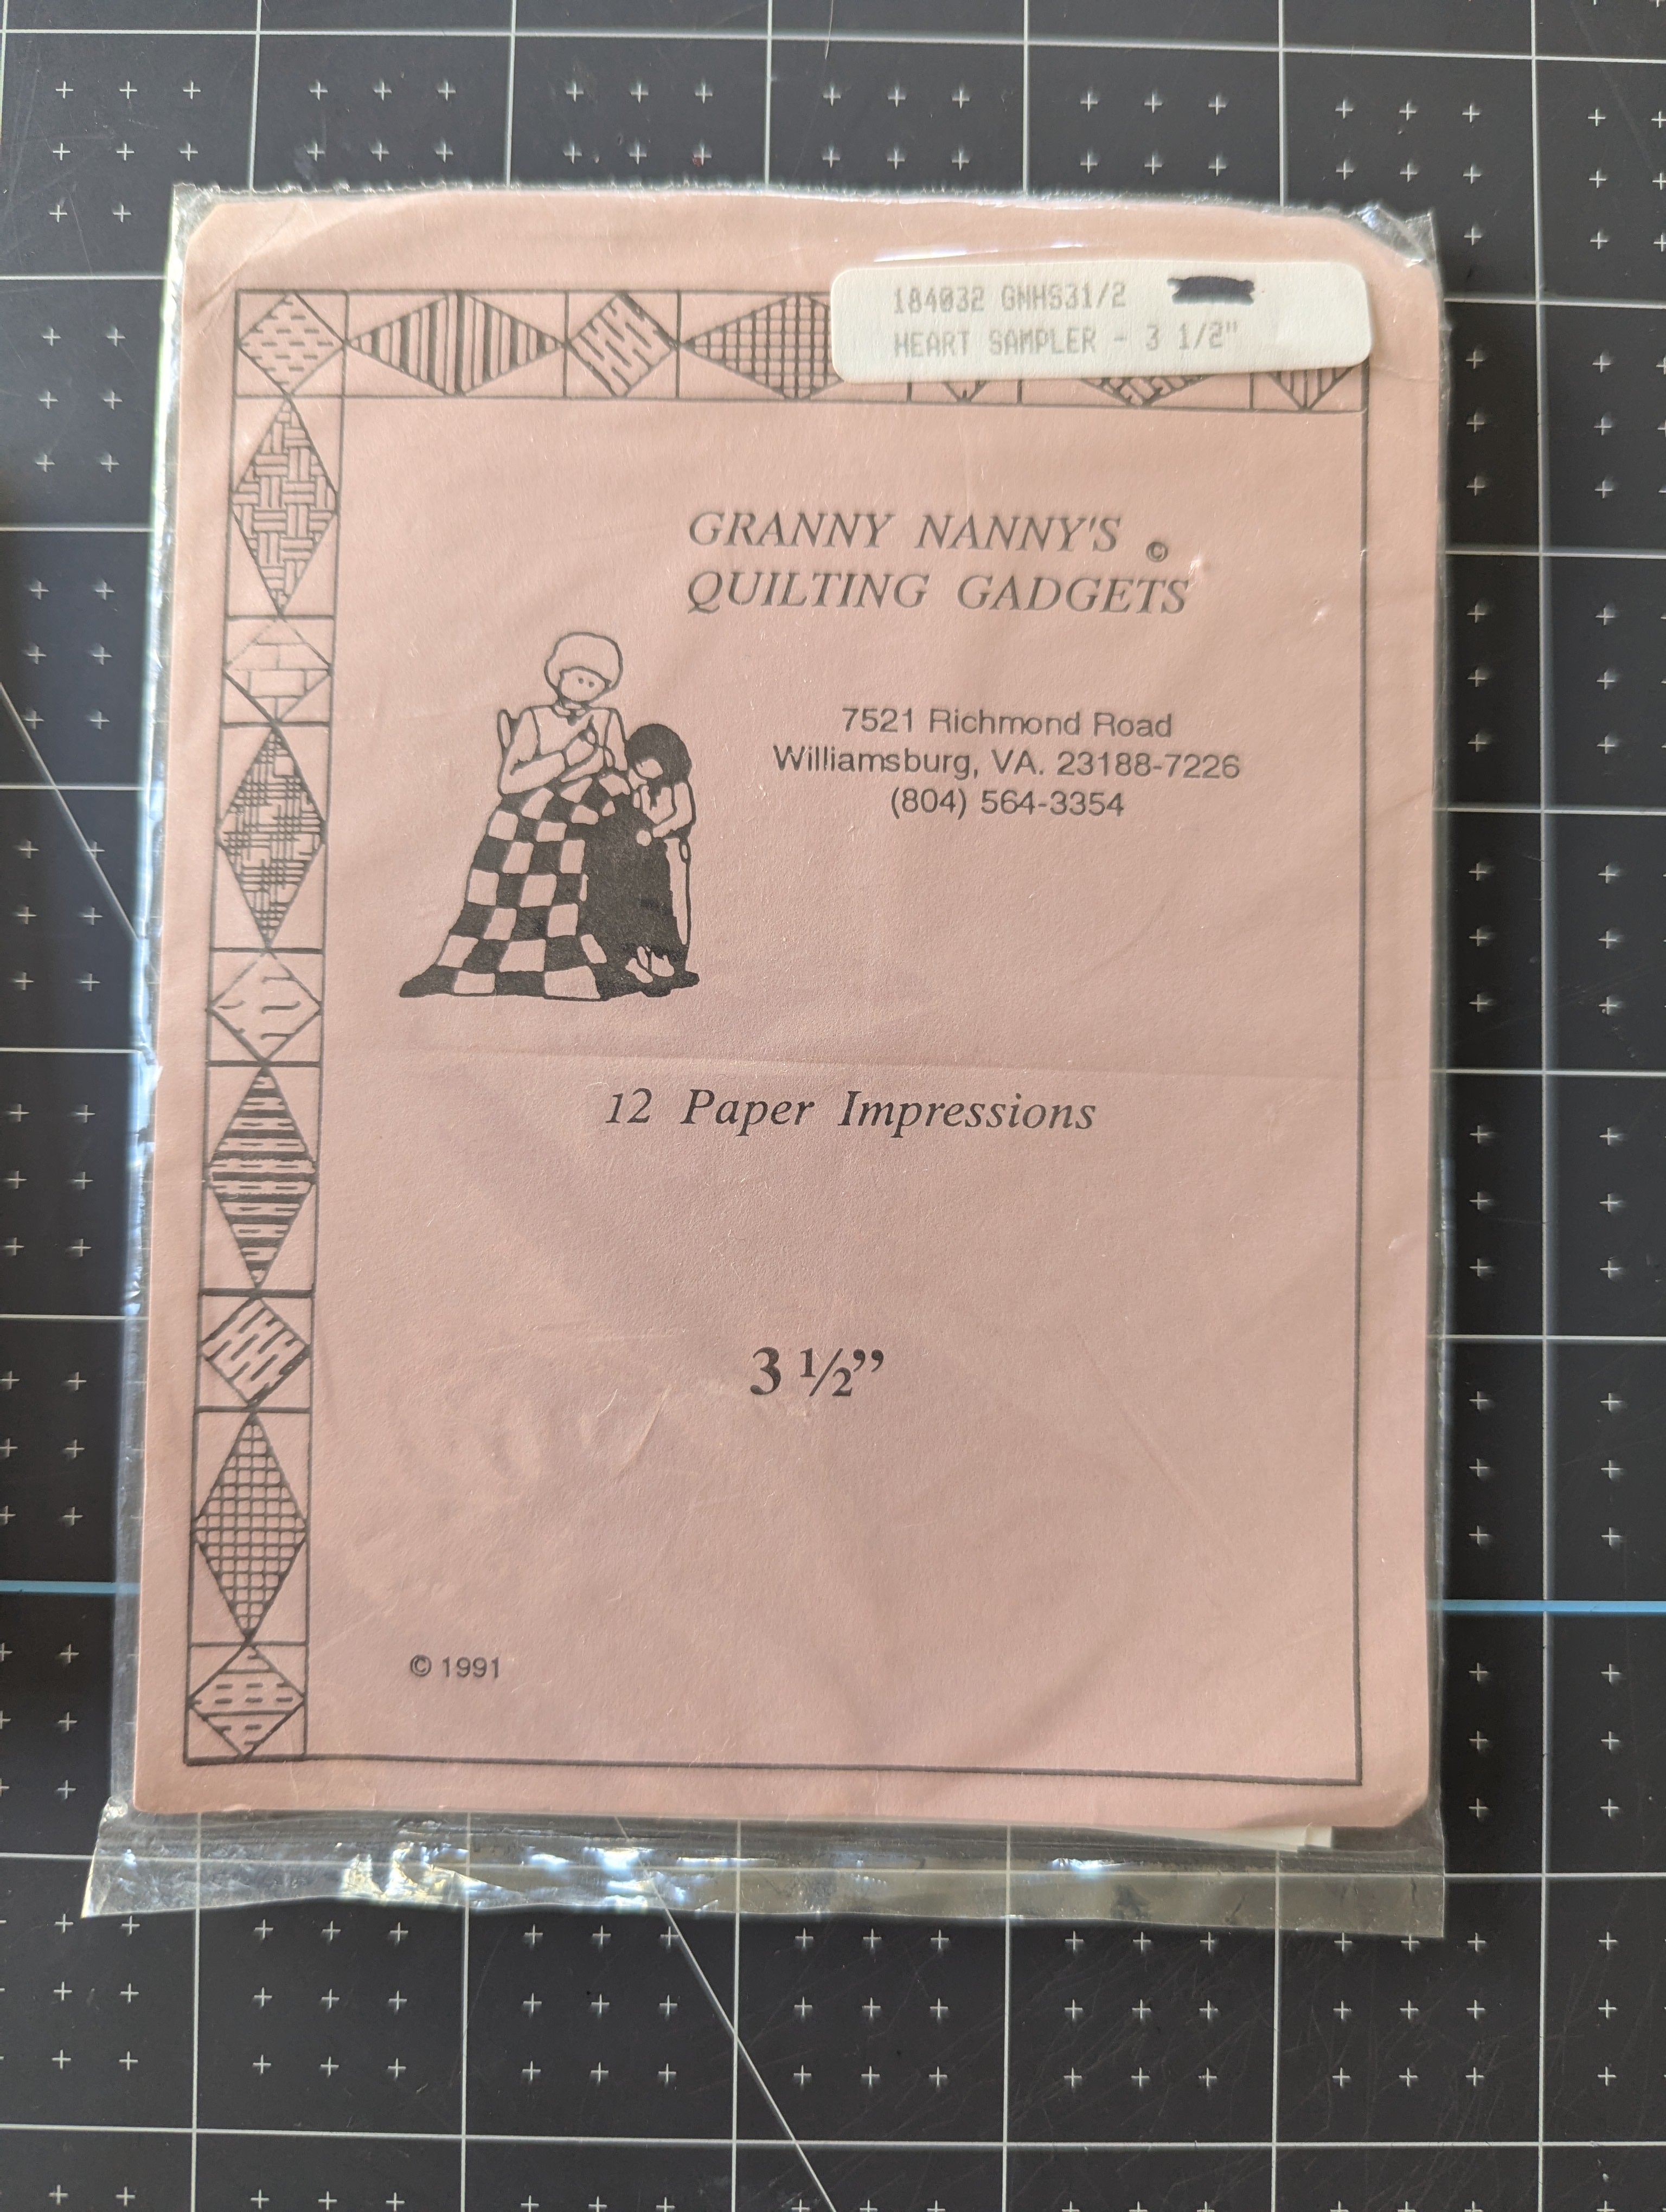 184032 GNHS31/2
HEART SAMPLER - 3 1/2"
GRANNY NANNY'S ©
QUILTING GADGETS
7521 Richmond Road
Williamsburg, VA. 23188-7226
(804) 564-3354
12 Paper Impressions
3 ½”
© 1991